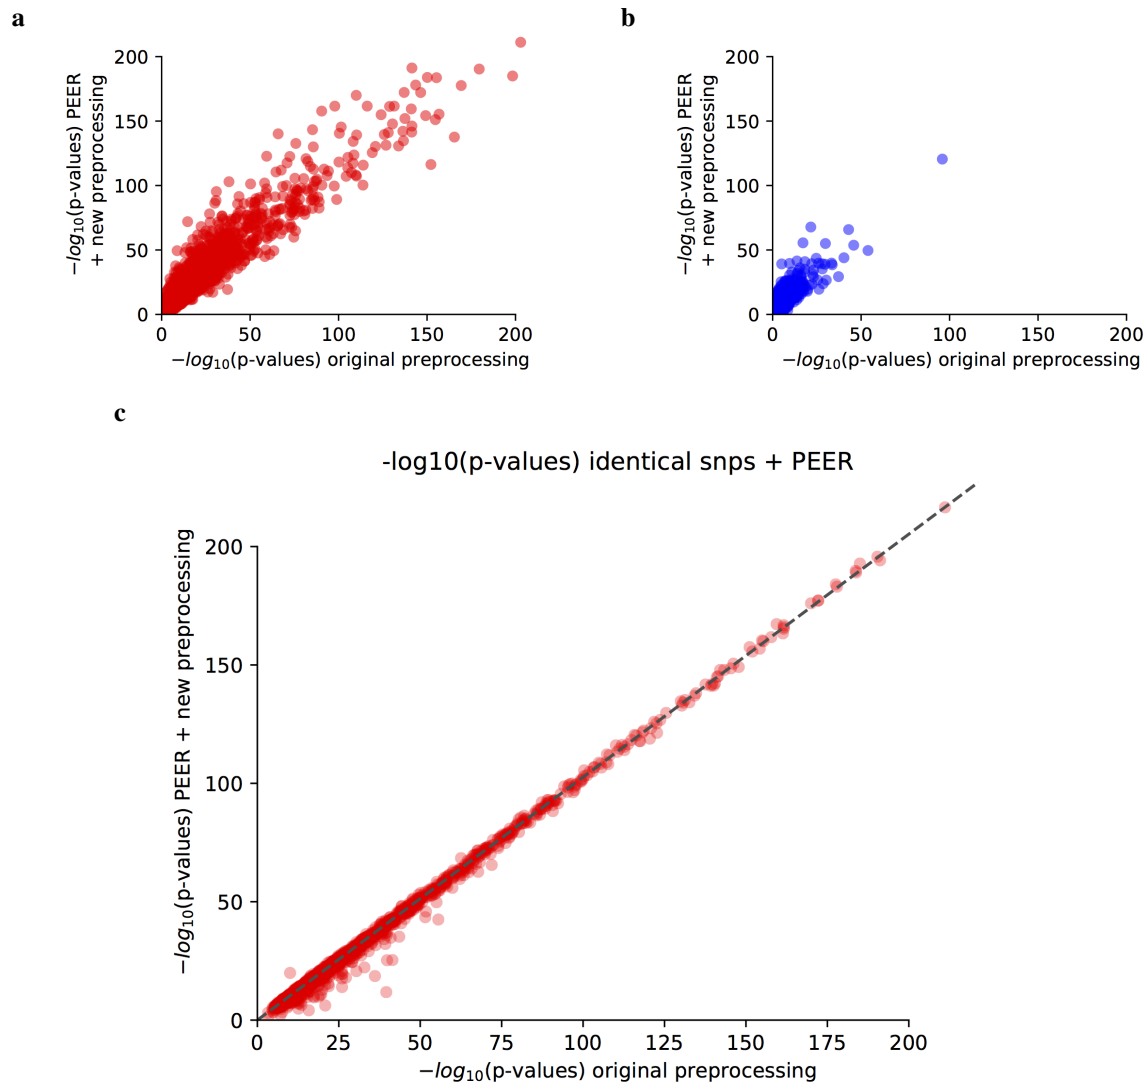 a
−log10(p-values) PEER
+ new preprocessing
200
150
100
50
0
0 50 100 150 200
−log10(p-values) original preprocessing
b
−log10(p-values) PEER
+ new preprocessing
200
150
100
50
0
0 50 100 150 200
−log10(p-values) original preprocessing
c
-log10(p-values) identical snps + PEER
−log10(p-values) PEER + new preprocessing
200
150
100
50
0
0 25 50 75 100 125 150 175 200
−log10(p-values) original preprocessing